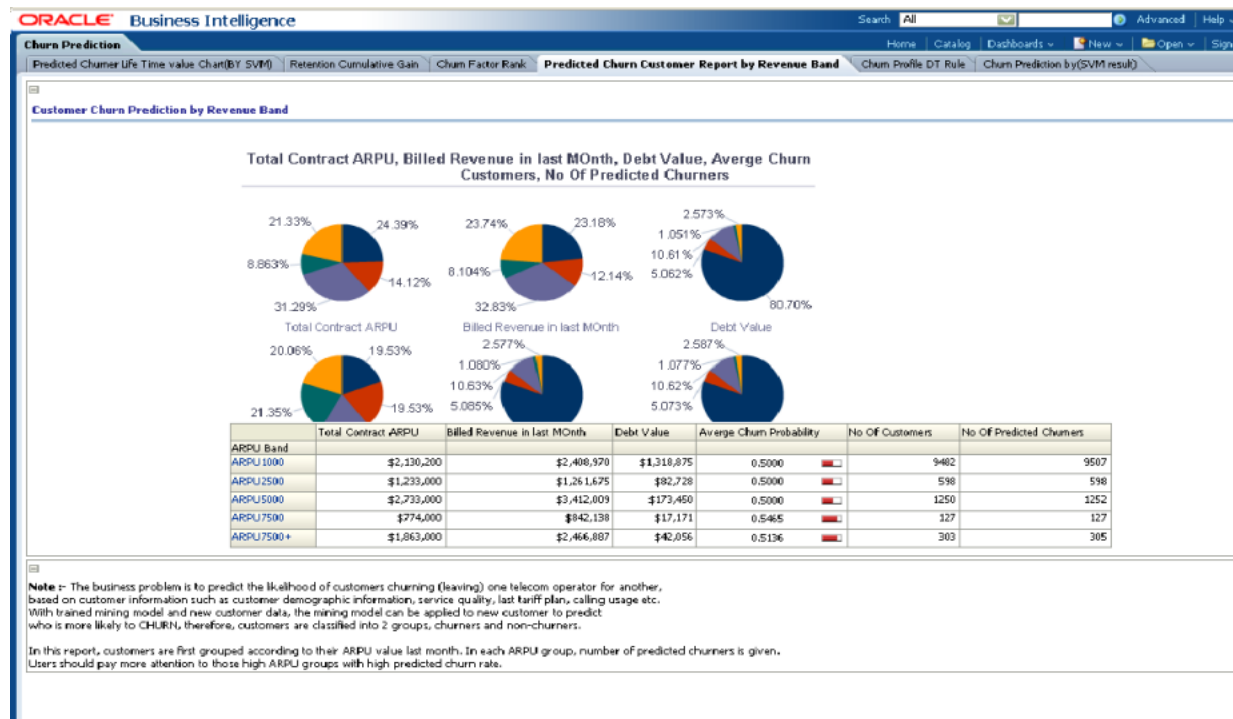 ORACLE® Business Intelligence
Search All Advanced Help
Churn Prediction
Home Catalog Dashboards New Open Sign
Predicted Churner Life Time value Chart(BY SVM) Retention Cumulative Gain Churn Factor Rank Predicted Churn Customer Report by Revenue Band Churn Profile DT Rule Churn Prediction by(SVM result)
Customer Churn Prediction by Revenue Band
Total Contract ARPU, Billed Revenue in last MOnth, Debt Value, Averge Churn
Customers, No Of Predicted Churners
21.33% 24.39% 8.863% 14.12% 31.29%
Total Contract ARPU
23.74% 23.18% 8.104% 12.14% 32.83%
Billed Revenue in last MOnth
2.573% 1.051% 10.61% 5.062% 80.70%
Debt Value
20.06% 19.53% 21.35% 19.53%
2.577% 1.080% 10.63% 5.085%
2.587% 1.077% 10.62% 5.073%
Total Contract ARPU Billed Revenue in last MOnth Debt Value Averge Churn Probability No Of Customers No Of Predicted Churners
ARPU Band
ARPU1000 $2,130,200 $2,408,970 $1,318,875 0.5000 9482 9507
ARPU2500 $1,233,000 $1,261,675 $82,728 0.5000 598 598
ARPU5000 $2,733,000 $3,412,009 $173,450 0.5000 1250 1252
ARPU7500 $774,000 $842,138 $17,171 0.5465 127 127
ARPU7500+ $1,863,000 $2,466,887 $42,056 0.5136 303 305
Note :- The business problem is to predict the likelihood of customers churning (leaving) one telecom operator for another,
based on customer information such as customer demographic information, service quality, last tariff plan, calling usage etc.
With trained mining model and new customer data, the mining model can be applied to new customer to predict
who is more likely to CHURN, therefore, customers are classified into 2 groups, churners and non-churners.
In this report, customers are first grouped according to their ARPU value last month. In each ARPU group, number of predicted churners is given.
Users should pay more attention to those high ARPU groups with high predicted churn rate.